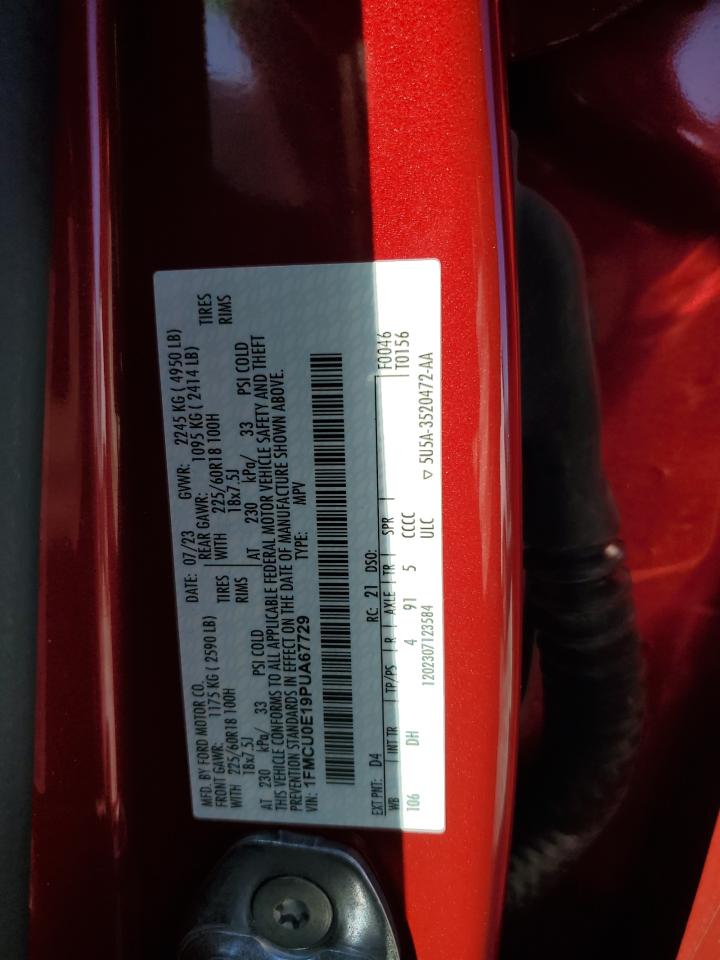 MFD. BY FORD MOTOR CO. DATE: 07/23 GVWR: 2245 KG ( 4950 LB)
FRONT GAWR: 1175 KG ( 2590 LB) REAR GAWR: 1095 KG ( 2414 LB)
WITH 225/60R18 100H TIRES WITH 225/60R18 100H TIRES
18x7.5J RIMS 18x7.5J RIMS
AT 230 kPa/ 33 PSI COLD AT 230 kPa/ 33 PSI COLD
THIS VEHICLE CONFORMS TO ALL APPLICABLE FEDERAL MOTOR VEHICLE SAFETY AND THEFT
PREVENTION STANDARDS IN EFFECT ON THE DATE OF MANUFACTURE SHOWN ABOVE.
VIN: 1FMCU0E19PUA67729 TYPE: MPV
EXT PNT: D4 RC: 21 DSO: F0046
WB INT TR TP/PS R AXLE TR SPR T0156
106 DH 4 91 5 CCCC
1202307123584 ULC ▽ 5U5A-3520472-AA